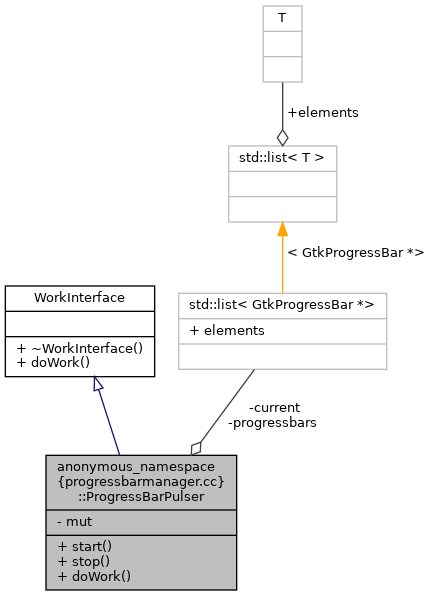 T
+elements
std::list< T >
< GtkProgressBar *>
WorkInterface
+ ~WorkInterface()
+ doWork()
std::list< GtkProgressBar *>
+ elements
-current
-progressbars
anonymous_namespace
{progressbarmanager.cc}
::ProgressBarPulser
- mut
+ start()
+ stop()
+ doWork()